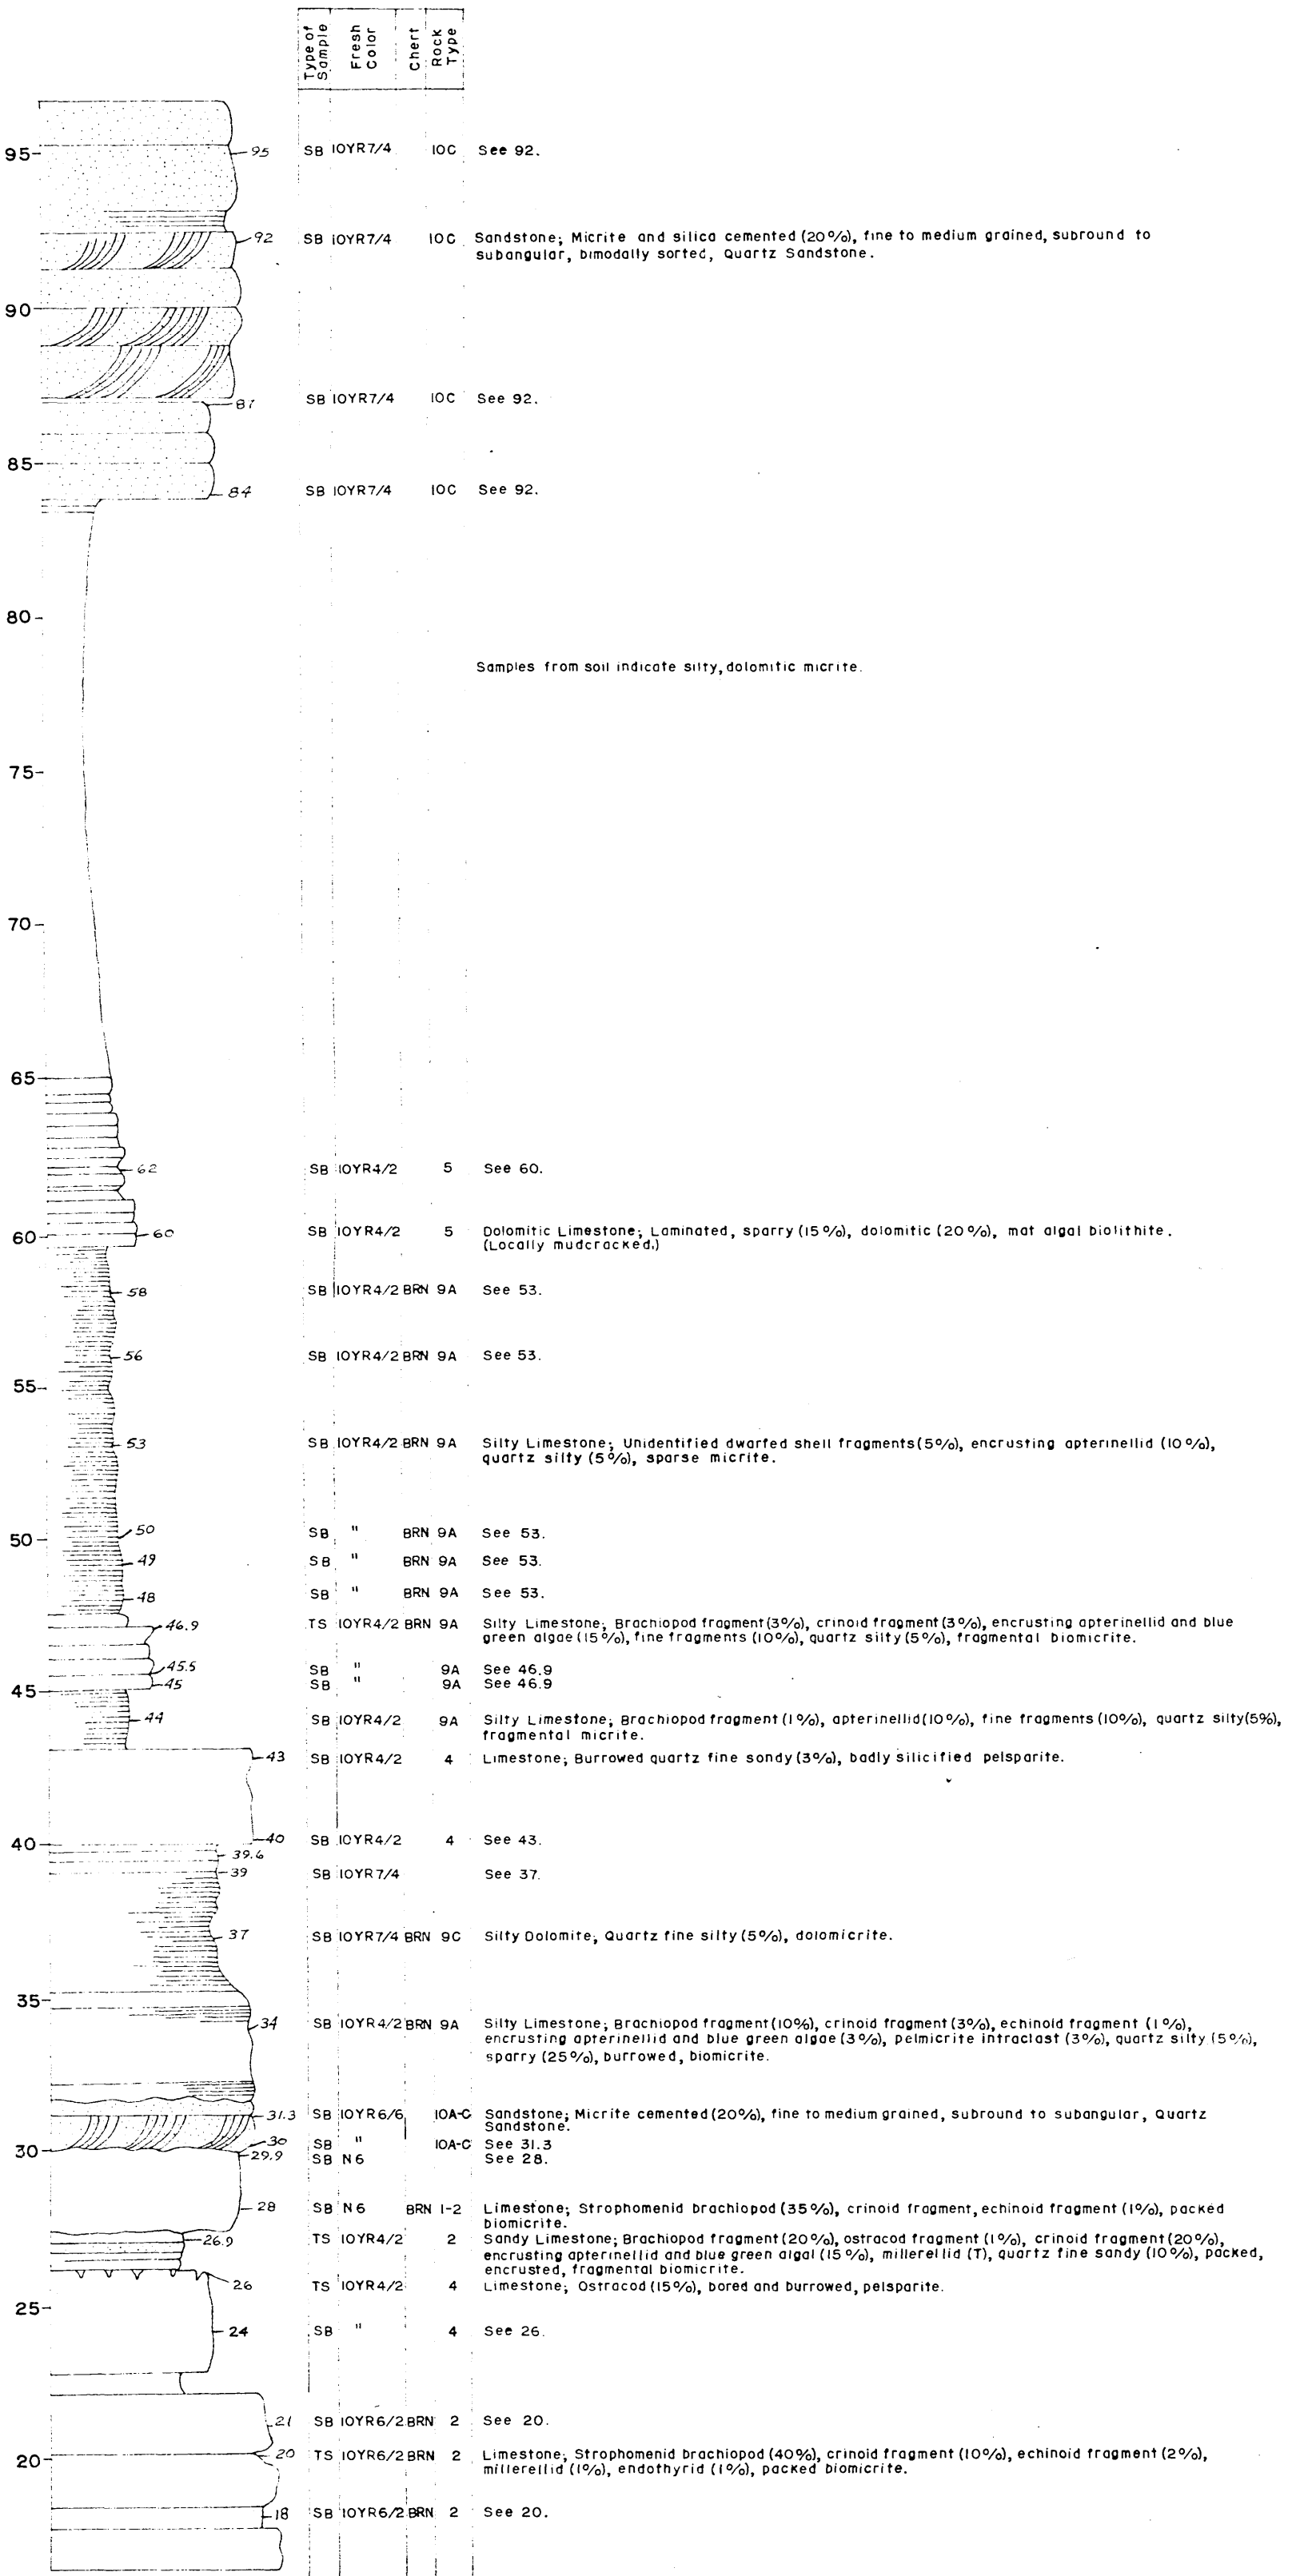 Type of Sample Fresh Color Chert Rock Type
95 95 SB 10YR7/4 10C See 92.
92 SB 10YR7/4 10C Sandstone; Micrite and silica cemented (20%), fine to medium grained, subround to
subangular, bimodally sorted, Quartz Sandstone.
90
87 SB 10YR7/4 10C See 92.
85
84 SB 10YR7/4 10C See 92.
80
Samples from soil indicate silty, dolomitic micrite.
75
70
65
62 SB 10YR4/2 5 See 60.
60 60 SB 10YR4/2 5 Dolomitic Limestone; Laminated, sparry (15%), dolomitic (20%), mat algal biolithite.
(Locally mudcracked.)
58 SB 10YR4/2 BRN 9A See 53.
56 SB 10YR4/2 BRN 9A See 53.
55
53 SB 10YR4/2 BRN 9A Silty Limestone; Unidentified dwarfed shell fragments (5%), encrusting apterinellid (10%),
quartz silty (5%), sparse micrite.
50 50 SB " BRN 9A See 53.
49 SB " BRN 9A See 53.
48 SB " BRN 9A See 53.
46.9 TS 10YR4/2 BRN 9A Silty Limestone; Brachiopod fragment (3%), crinoid fragment (3%), encrusting apterinellid and blue
green algae (15%), fine fragments (10%), quartz silty (5%), fragmental biomicrite.
45.5 SB " 9A See 46.9
45 45 SB " 9A See 46.9
44 SB 10YR4/2 9A Silty Limestone; Brachiopod fragment (1%), apterinellid (10%), fine fragments (10%), quartz silty (5%),
fragmental micrite.
43 SB 10YR4/2 4 Limestone; Burrowed quartz fine sondy (3%), badly silicified pelsparite.
40 40 SB 10YR4/2 4 See 43.
39.6
39 SB 10YR7/4 See 37.
37 SB 10YR7/4 BRN 9C Silty Dolomite; Quartz fine silty (5%), dolomicrite.
35
34 SB 10YR4/2 BRN 9A Silty Limestone; Brachiopod fragment (10%), crinoid fragment (3%), echinoid fragment (1%),
encrusting apterinellid and blue green algae (3%), pelmicrite intraclast (3%), quartz silty (5%),
sparry (25%), burrowed, biomicrite.
31.3 SB 10YR6/6 10A-C Sandstone; Micrite cemented (20%), fine to medium grained, subround to subangular, Quartz
Sandstone.
30 30 SB " 10A-C See 31.3
29.9 SB N6 See 28.
28 SB N6 BRN 1-2 Limestone; Strophomenid brachiopod (35%), crinoid fragment, echinoid fragment (1%), packed
biomicrite.
26.9 TS 10YR4/2 2 Sandy Limestone; Brachiopod fragment (20%), ostracod fragment (1%), crinoid fragment (20%),
encrusting apterinellid and blue green algal (15%), millerellid (T), quartz fine sandy (10%), packed,
encrusted, fragmental biomicrite.
26 TS 10YR4/2 4 Limestone; Ostracod (15%), bored and burrowed, pelsparite.
25
24 SB " 4 See 26.
21 SB 10YR6/2 BRN 2 See 20.
20 20 TS 10YR6/2 BRN 2 Limestone; Strophomenid brachiopod (40%), crinoid fragment (10%), echinoid fragment (2%),
millerellid (1%), endothyrid (1%), packed biomicrite.
18 SB 10YR6/2 BRN 2 See 20.